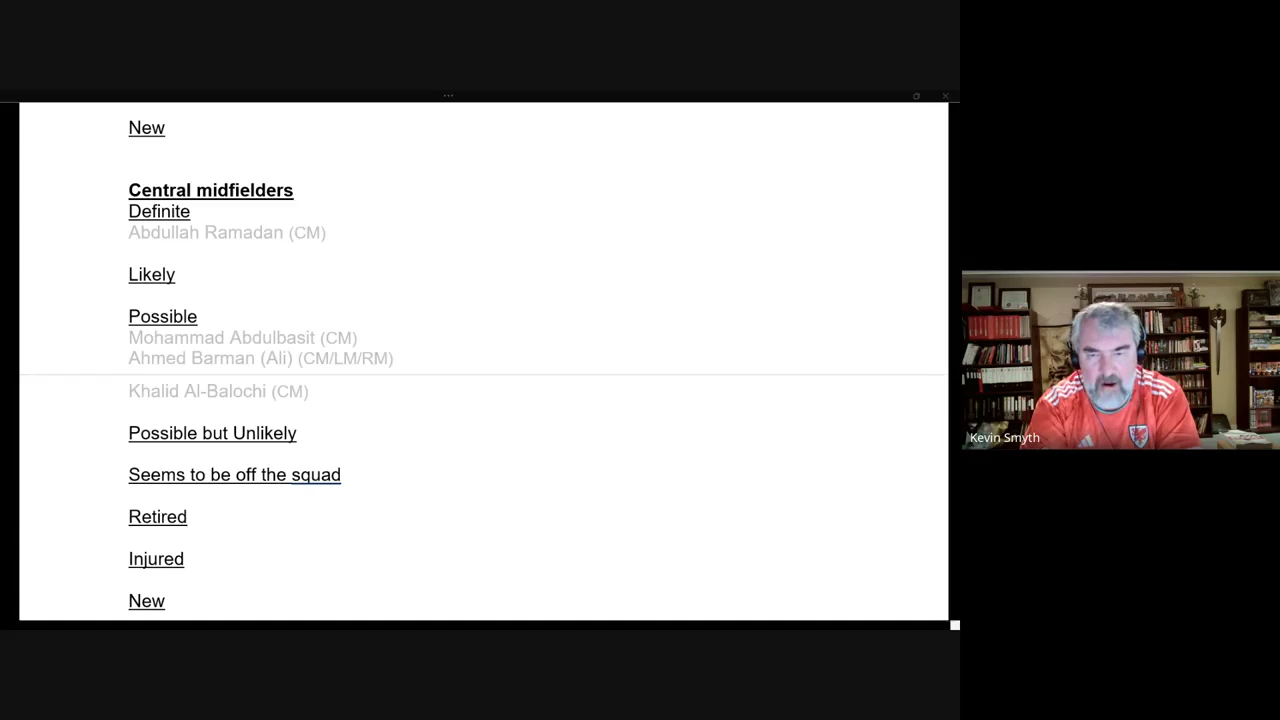 New
Central midfielders
Definite
Abdullah Ramadan (CM)
Likely
Possible
Mohammad Abdulbasit (CM)
Ahmed Barman (Ali) (CM/LM/RM)
Khalid Al-Balochi (CM)
Possible but Unlikely
Seems to be off the squad
Retired
Injured
New
Kevin Smyth